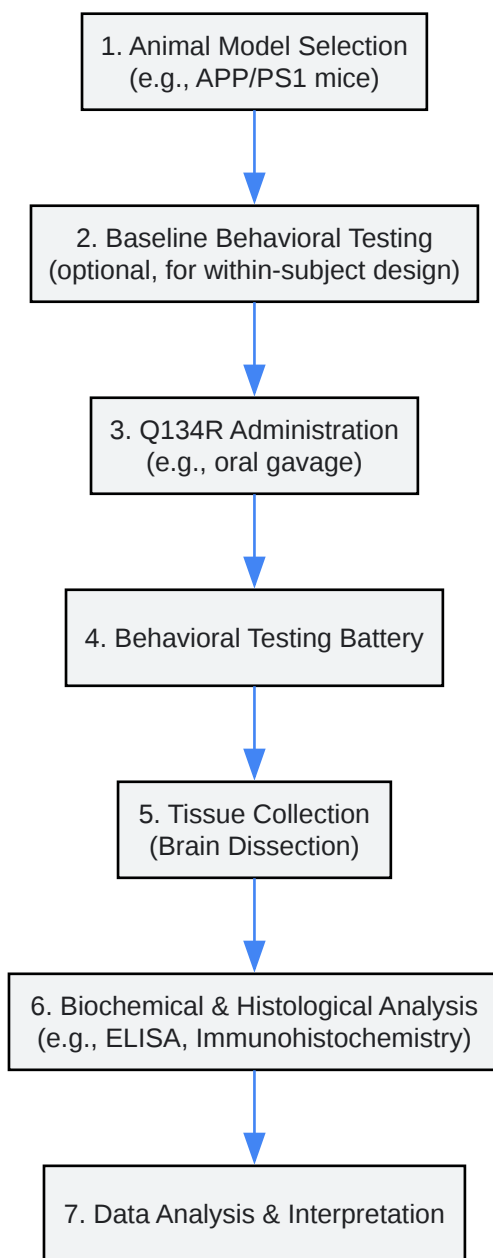 1. Animal Model Selection
(e.g., APP/PS1 mice)
2. Baseline Behavioral Testing
(optional, for within-subject design)
3. Q134R Administration
(e.g., oral gavage)
4. Behavioral Testing Battery
5. Tissue Collection
(Brain Dissection)
6. Biochemical & Histological Analysis
(e.g., ELISA, Immunohistochemistry)
7. Data Analysis & Interpretation